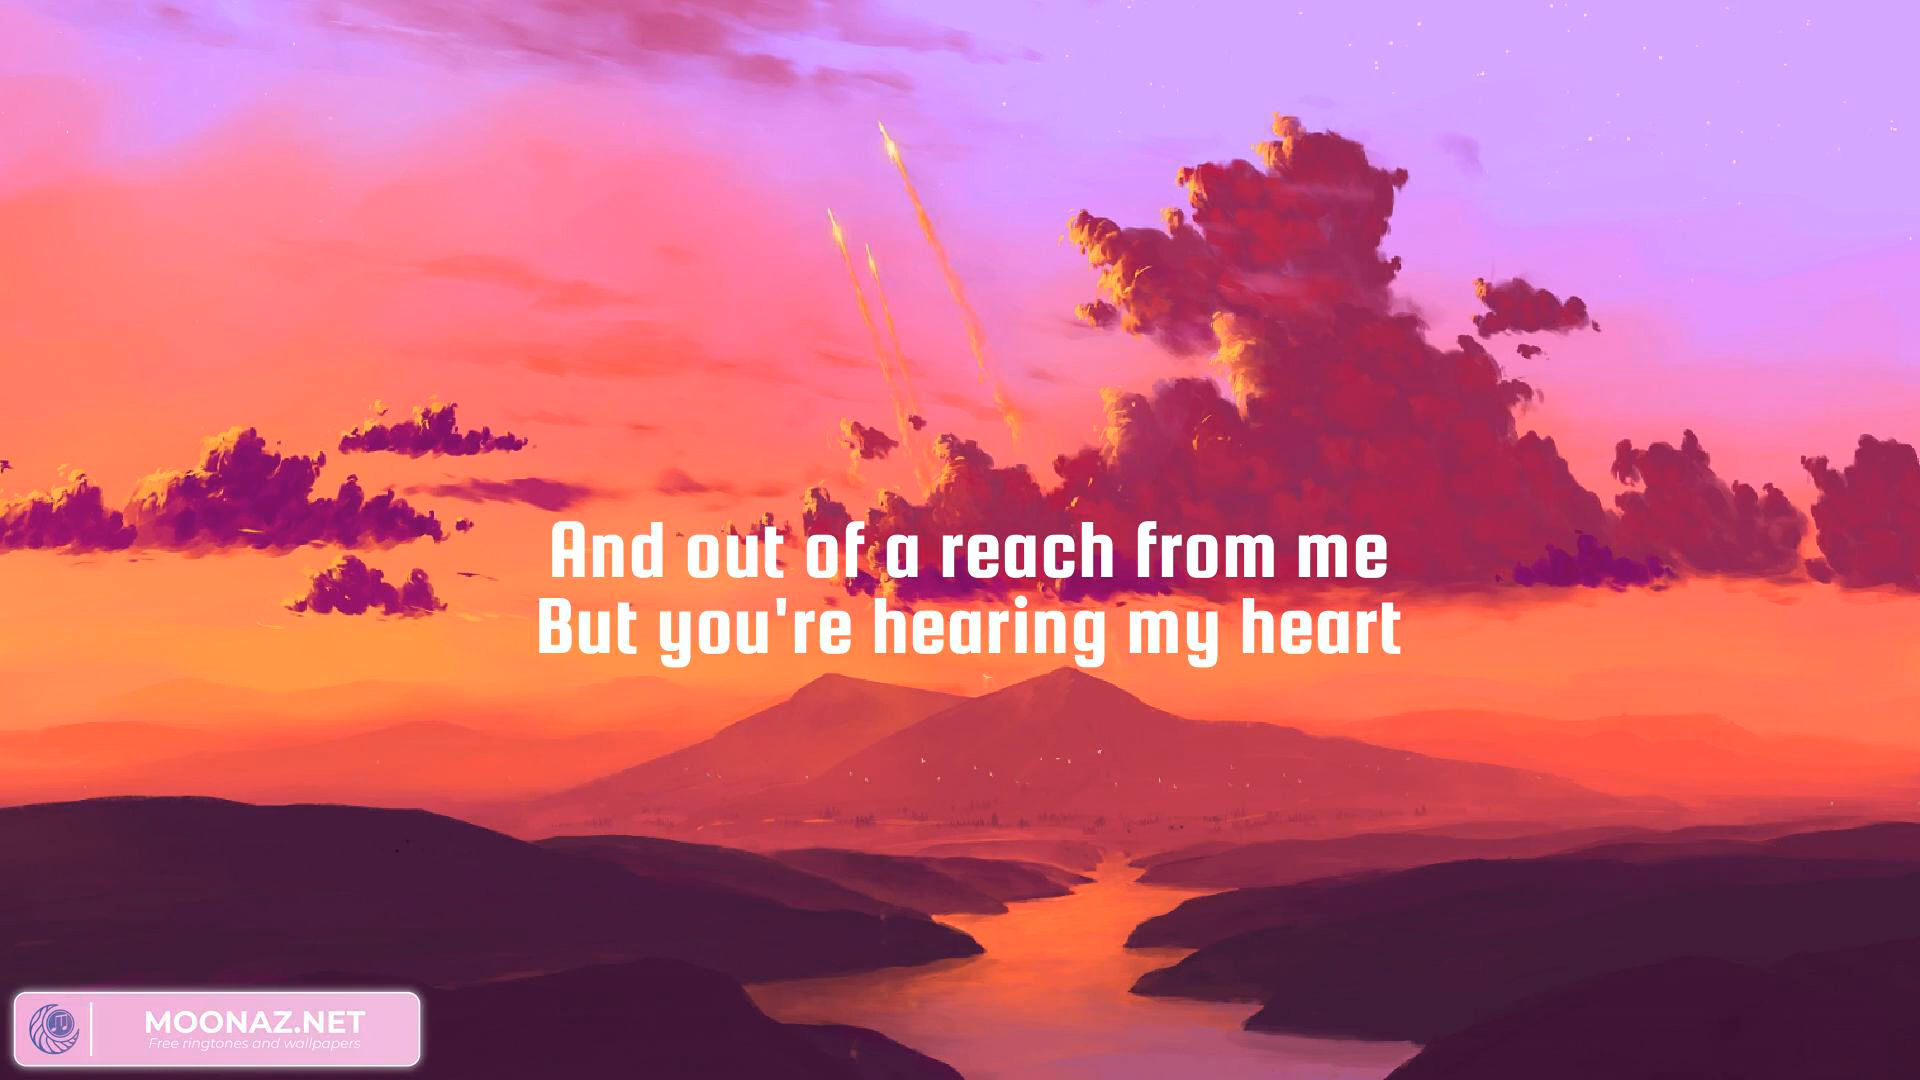 And out of a reach from me
But you're hearing my heart
MOONAZ.NET
Free ringtones and wallpapers